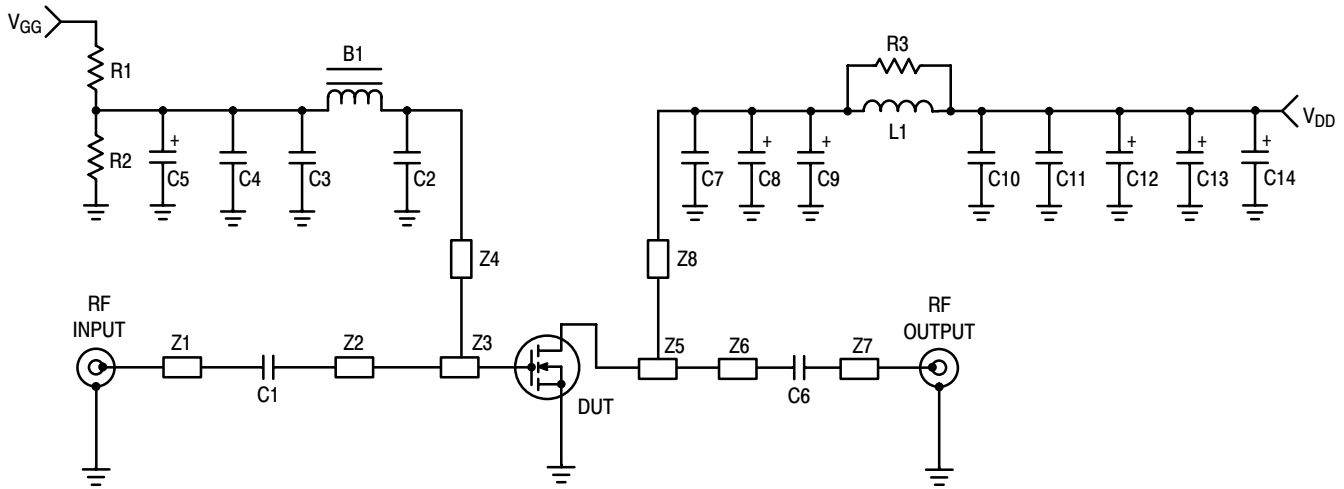 VGG
R1
R2
B1
C5
C4
C3
C2
R3
L1
VDD
C7
C8
C9
C10
C11
C12
C13
C14
+
+
+
+
+
+
Z4
Z8
RF
INPUT
Z1
C1
Z2
Z3
DUT
Z5
Z6
C6
Z7
RF
OUTPUT